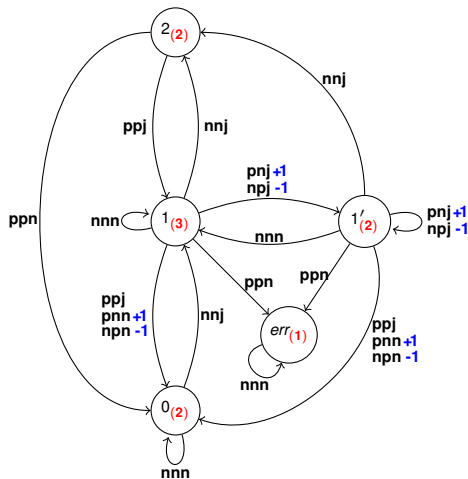 2(2)
nnj
ppj
nnj
pnj+1
npj-1
ppn
nnn
1(3)
1′(2)
pnj+1
npj-1
nnn
ppn
ppn
ppj
pnn+1
npn-1
nnj
err(1)
ppj
pnn+1
npn-1
nnn
0(2)
nnn